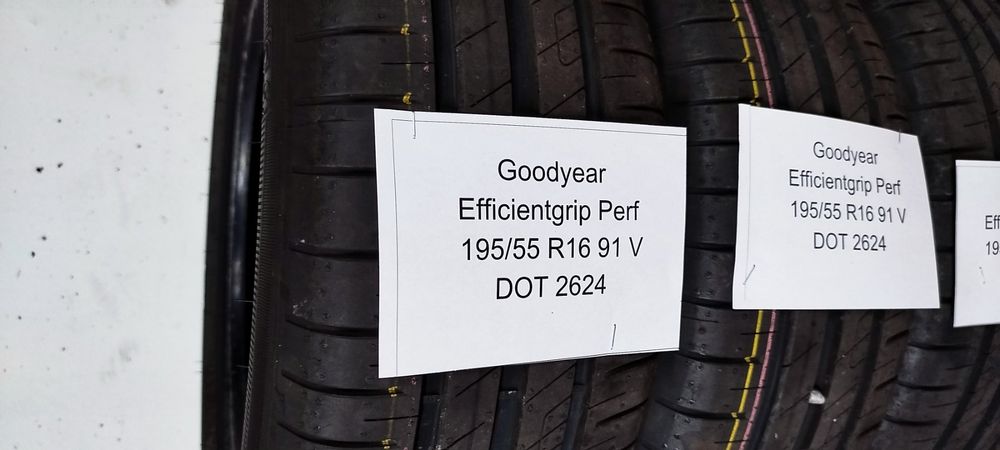 Goodyear
Efficientgrip Perf
195/55 R16 91 V
DOT 2624
Goodyear
Efficientgrip Perf
195/55 R16 91 V
DOT 2624